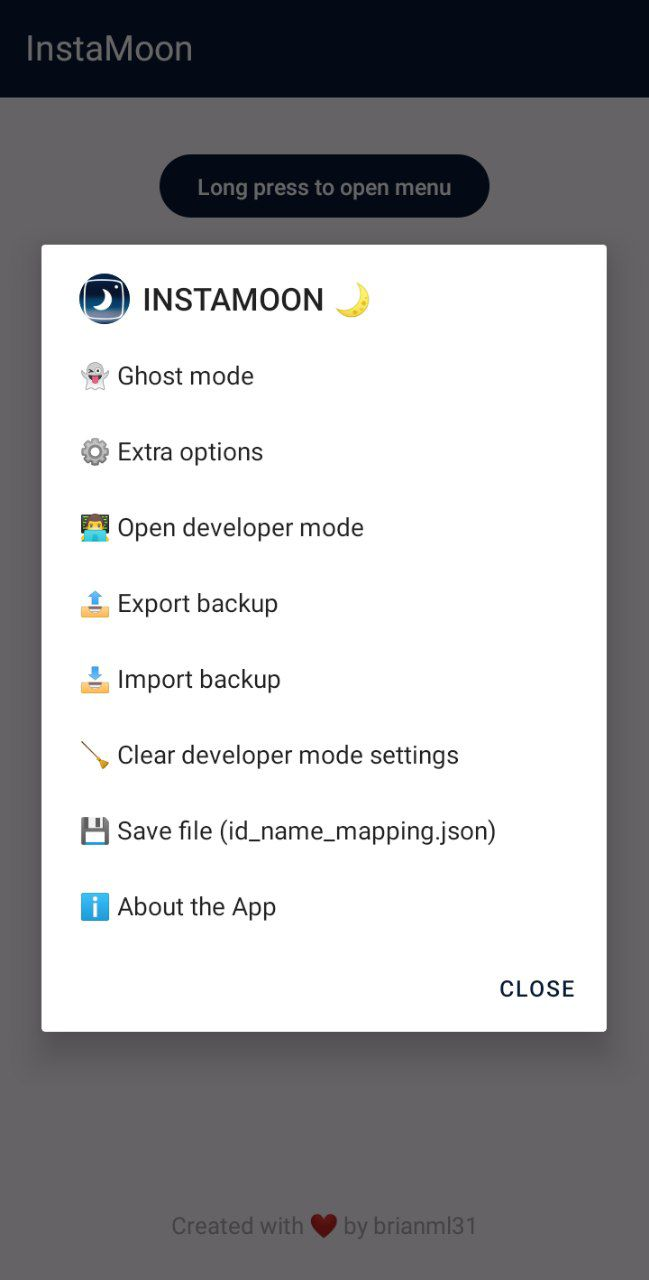 InstaMoon
Long press to open menu
INSTAMOON 🌙
👻 Ghost mode
⚙️ Extra options
👨‍💻 Open developer mode
📤 Export backup
📥 Import backup
🧹 Clear developer mode settings
💾 Save file (id_name_mapping.json)
ℹ️ About the App
CLOSE
Created with ❤️ by brianml31